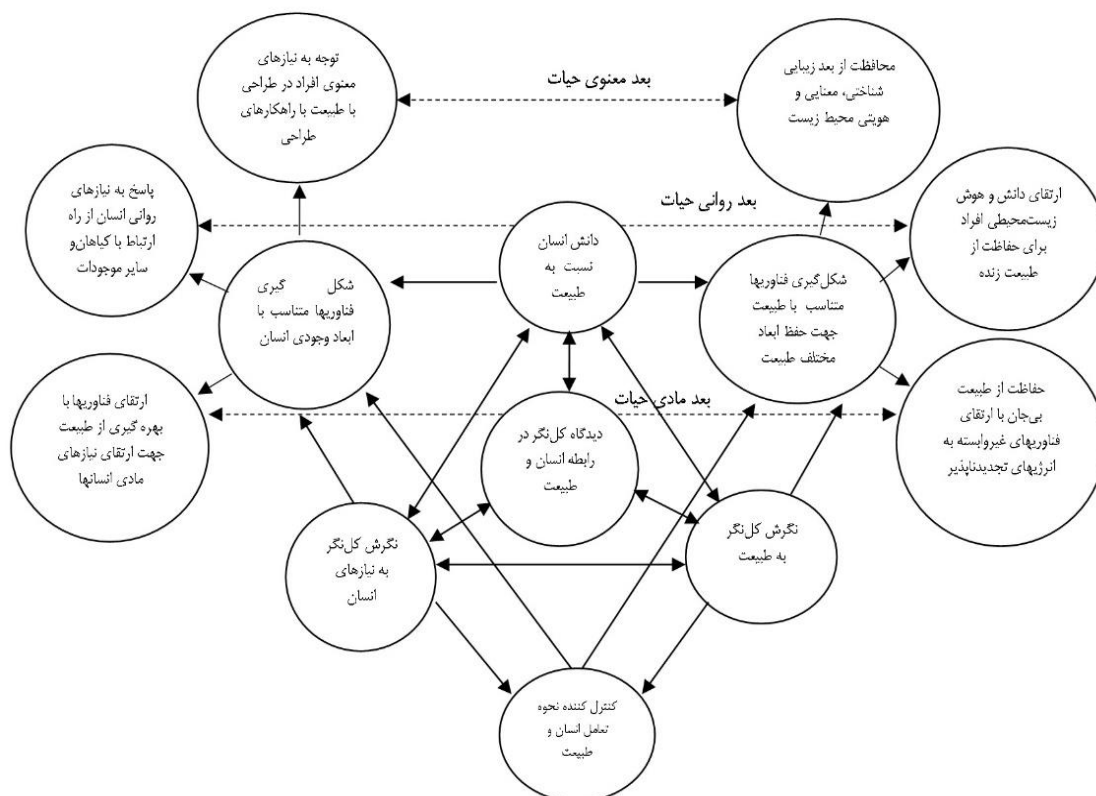 توجه به نیازهای
معنوی افراد در طراحی
با طبیعت با راهکارهای
طراحی
بعد معنوی حیات
محافظت از بعد زیبایی
شناختی، معنایی و
هویتی محیط زیست
پاسخ به نیازهای
روانی انسان از راه
ارتباط با گیاهان‌و
سایر موجودات
بعد روانی حیات
ارتقای دانش و هوش
زیست‌محیطی افراد
برای حفاظت از
طبیعت زنده
دانش انسان
نسبت به
طبیعت
شکل گیری
فناوریها متناسب با
ابعاد وجودی انسان
شکل‌گیری فناوریها
متناسب با طبیعت
جهت حفظ ابعاد
مختلف طبیعت
ارتقای فناوریها با
بهره گیری از طبیعت
جهت ارتقای نیازهای
مادی انسانها
بعد مادی حیات
حفاظت از طبیعت
بی‌جان با ارتقای
فناوریهای غیروابسته به
انرژیهای تجدیدناپذیر
دیدگاه کل‌نگر در
رابطه انسان و
طبیعت
نگرش کل‌نگر
به نیازهای
انسان
نگرش کل‌نگر
به طبیعت
کنترل کننده نحوه
تعامل انسان و
طبیعت